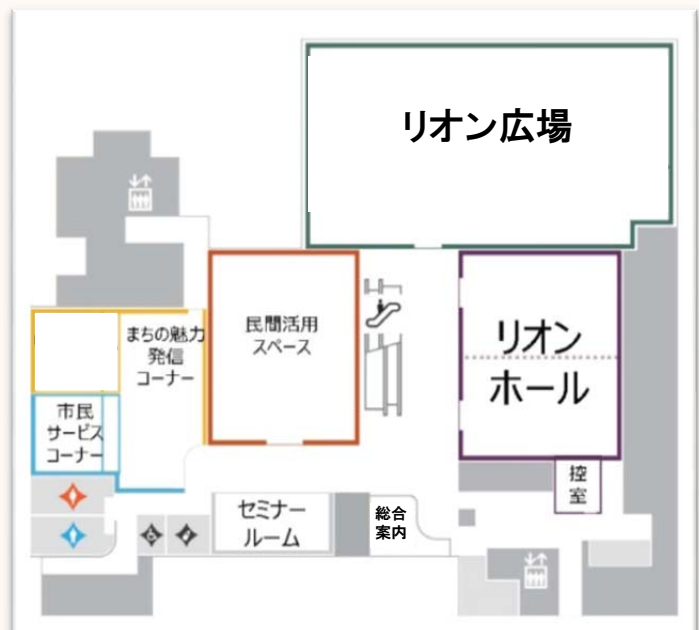 リオン広場
まちの魅力
発信
コーナー
民間活用
スペース
リオン
ホール
市民
サービス
コーナー
控
室
セミナー
ルーム
総合
案内